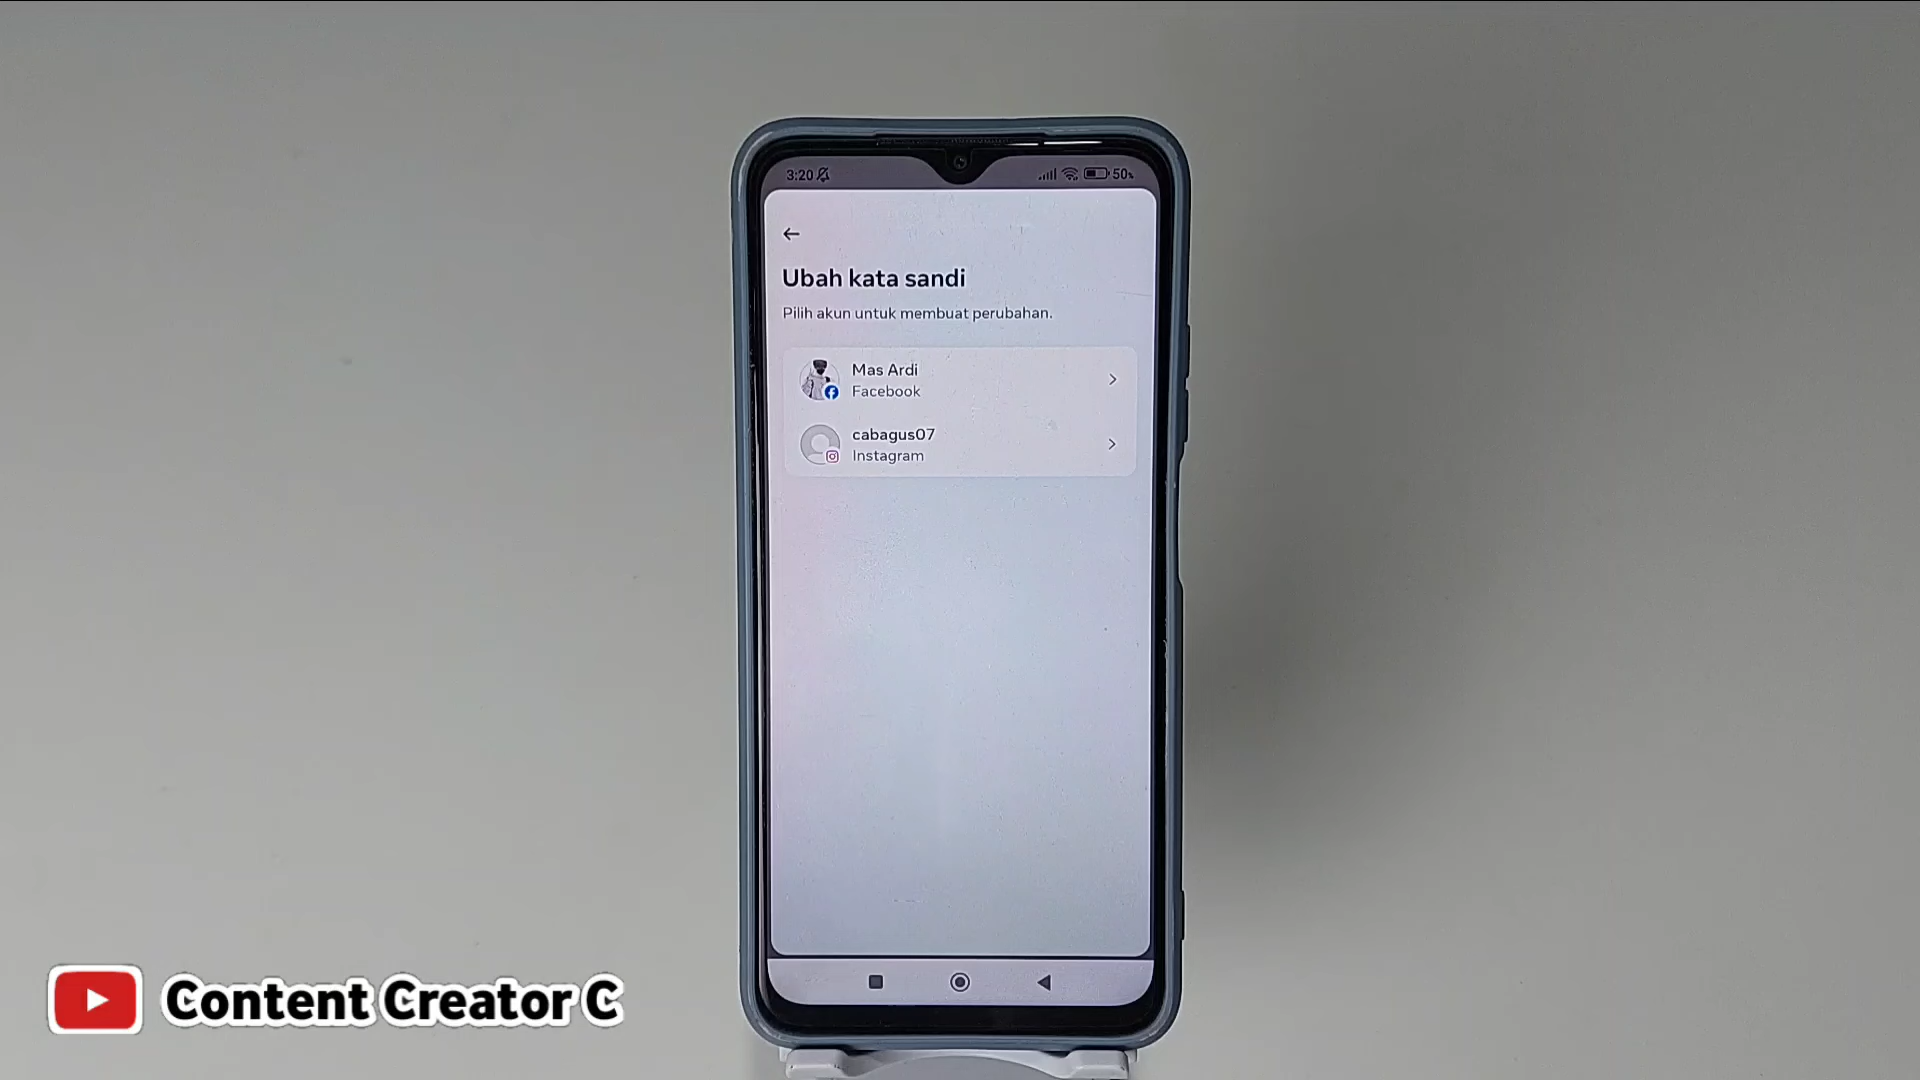 3:20
50%
Ubah kata sandi
Pilih akun untuk membuat perubahan.
Mas Ardi
Facebook
cabagus07
Instagram
Content Creator C